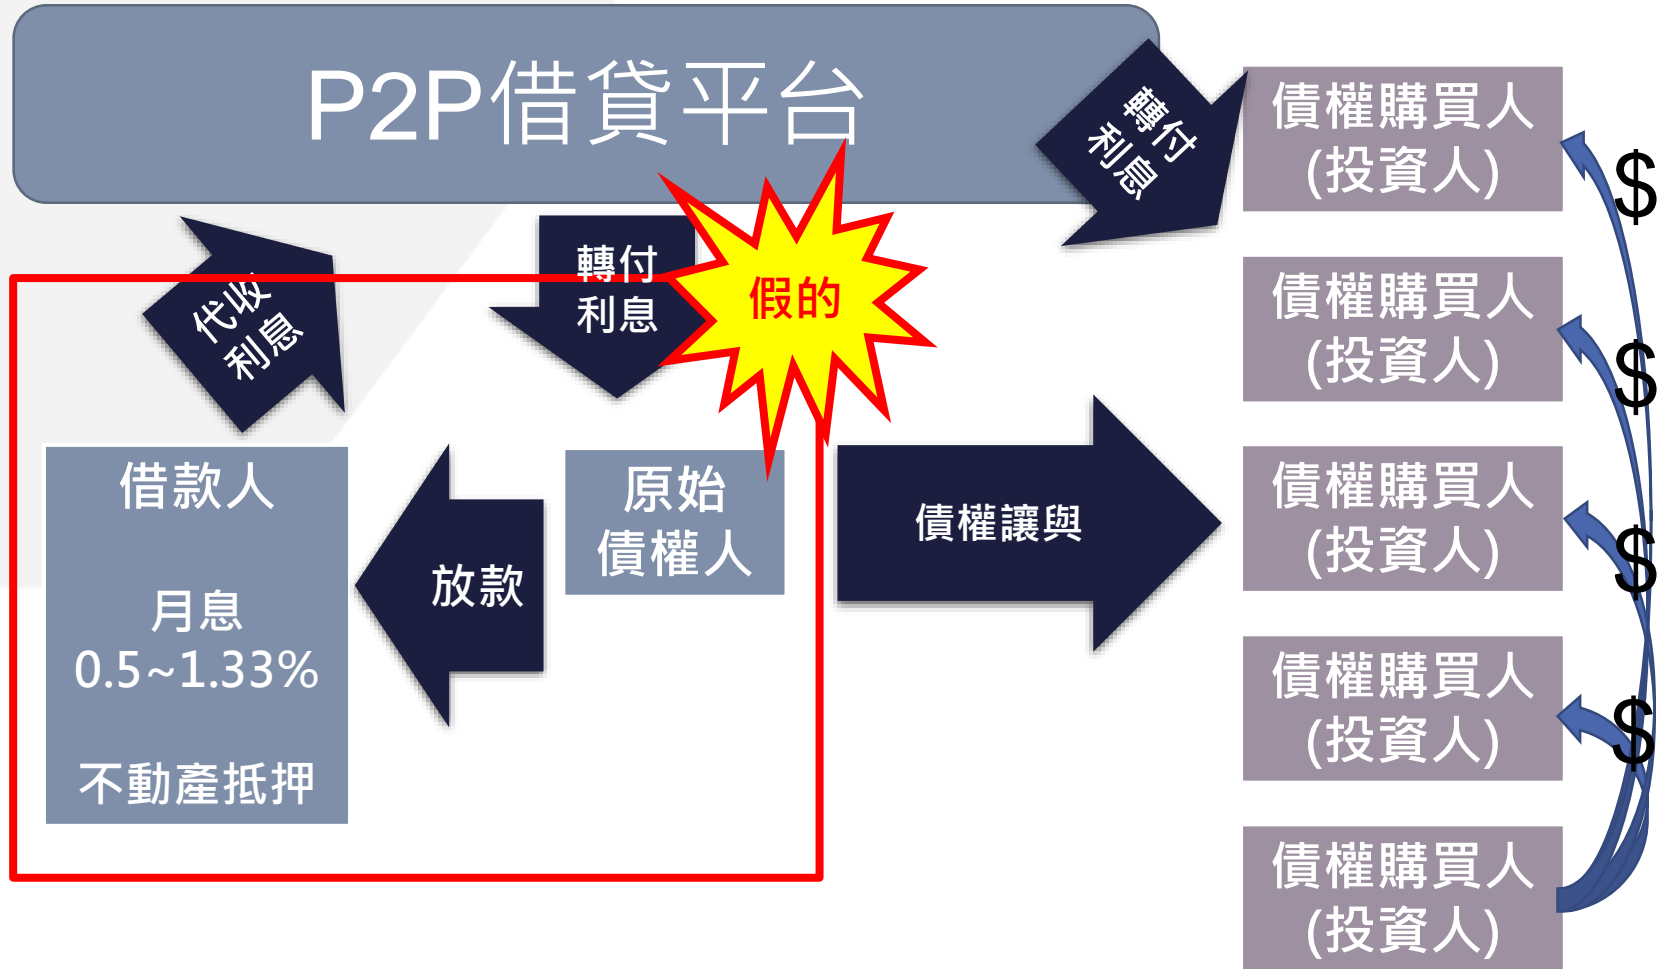 P2P借貸平台
轉付
利息
代收
利息
轉付
利息
假的
借款人
月息
0.5~1.33%
不動產抵押
放款
原始
債權人
債權讓與
債權購買人
(投資人)
$
債權購買人
(投資人)
$
債權購買人
(投資人)
$
債權購買人
(投資人)
$
債權購買人
(投資人)